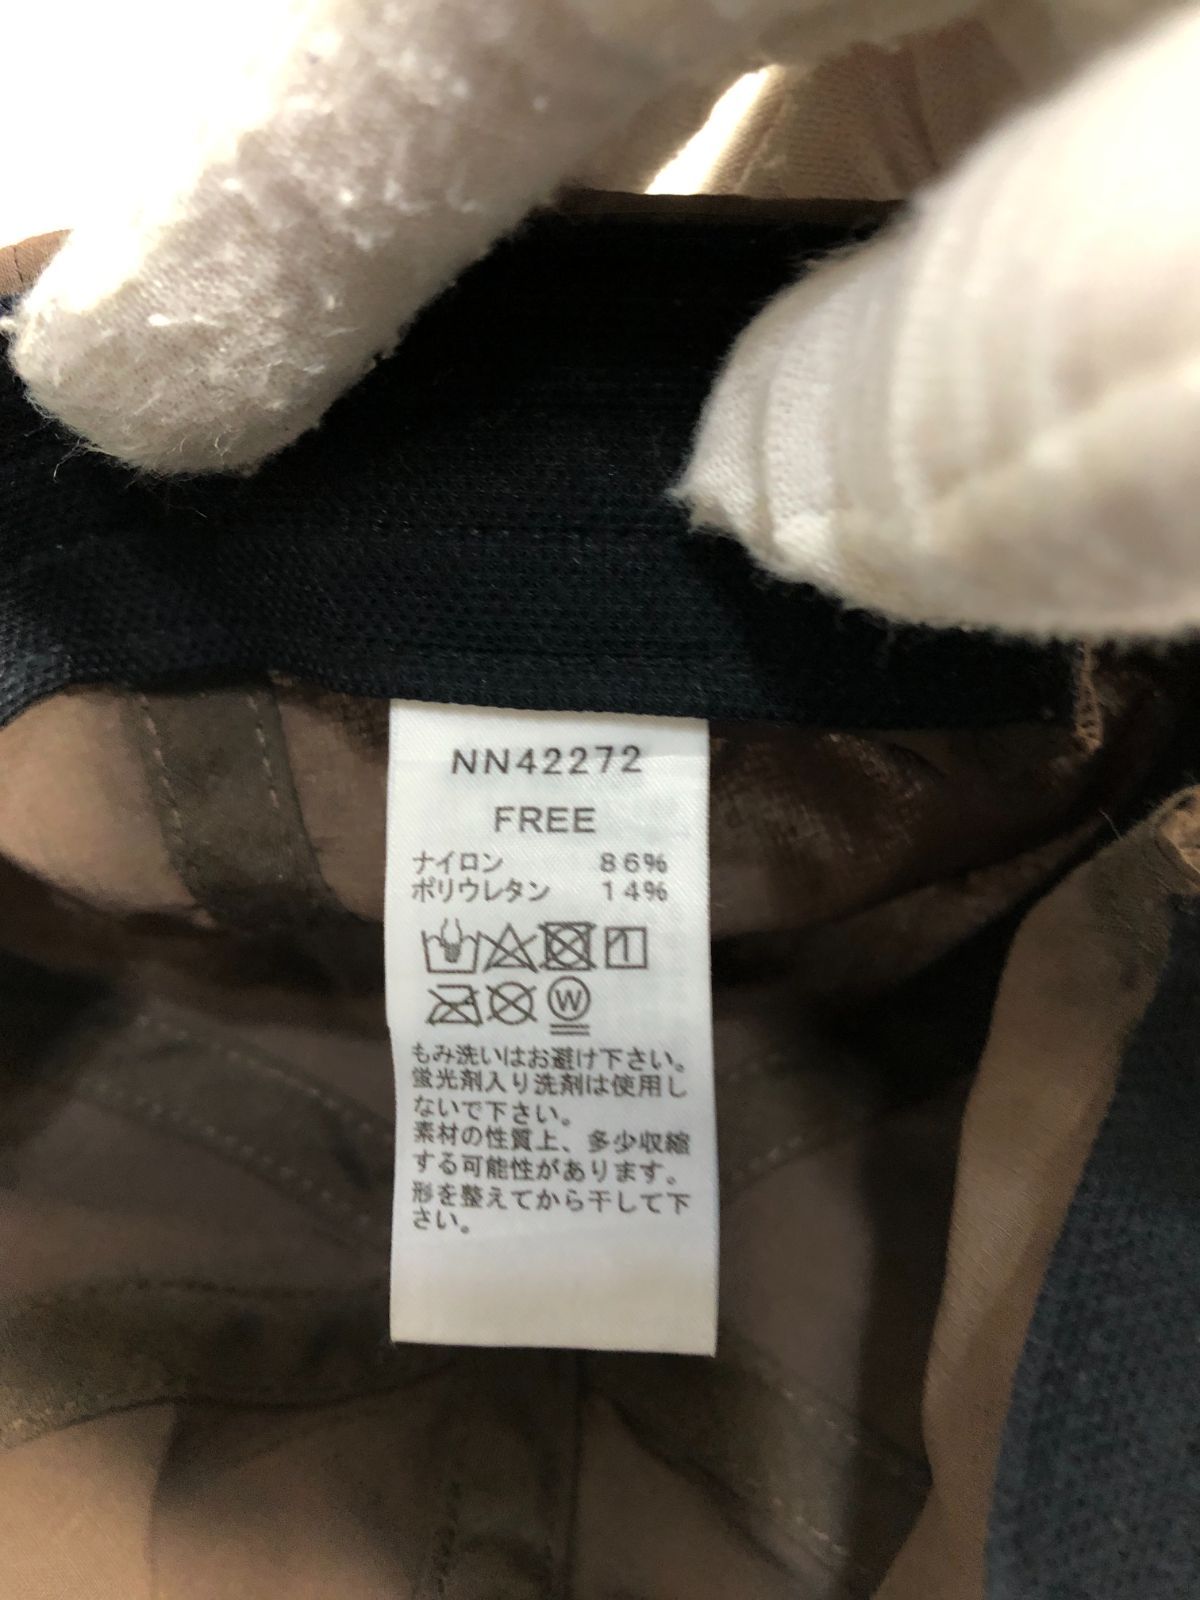 NN42272
FREE
ナイロン 86%
ポリウレタン 14%
W
もみ洗いはお避け下さい。
蛍光剤入り洗剤は使用し
ないで下さい。
素材の性質上、多少収縮
する可能性があります。
形を整えてから干して下
さい。